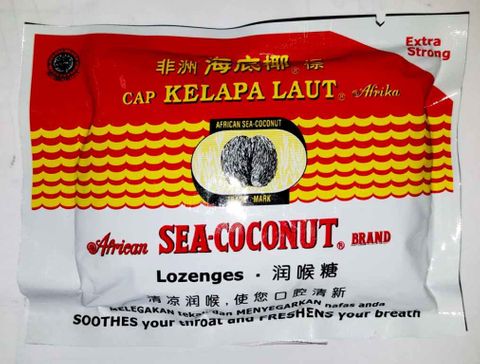 Extra
Strong
非洲 海底椰® 标
CAP KELAPA LAUT® Afrika
AFRICAN SEA-COCONUT
MARK
African SEA-COCONUT® BRAND
Lozenges · 润喉糖
清凉润喉，使您口腔清新
MELEGAKAN dan MENYEGARKAN nafas anda
SOOTHES your throat and FRESHENS your breath